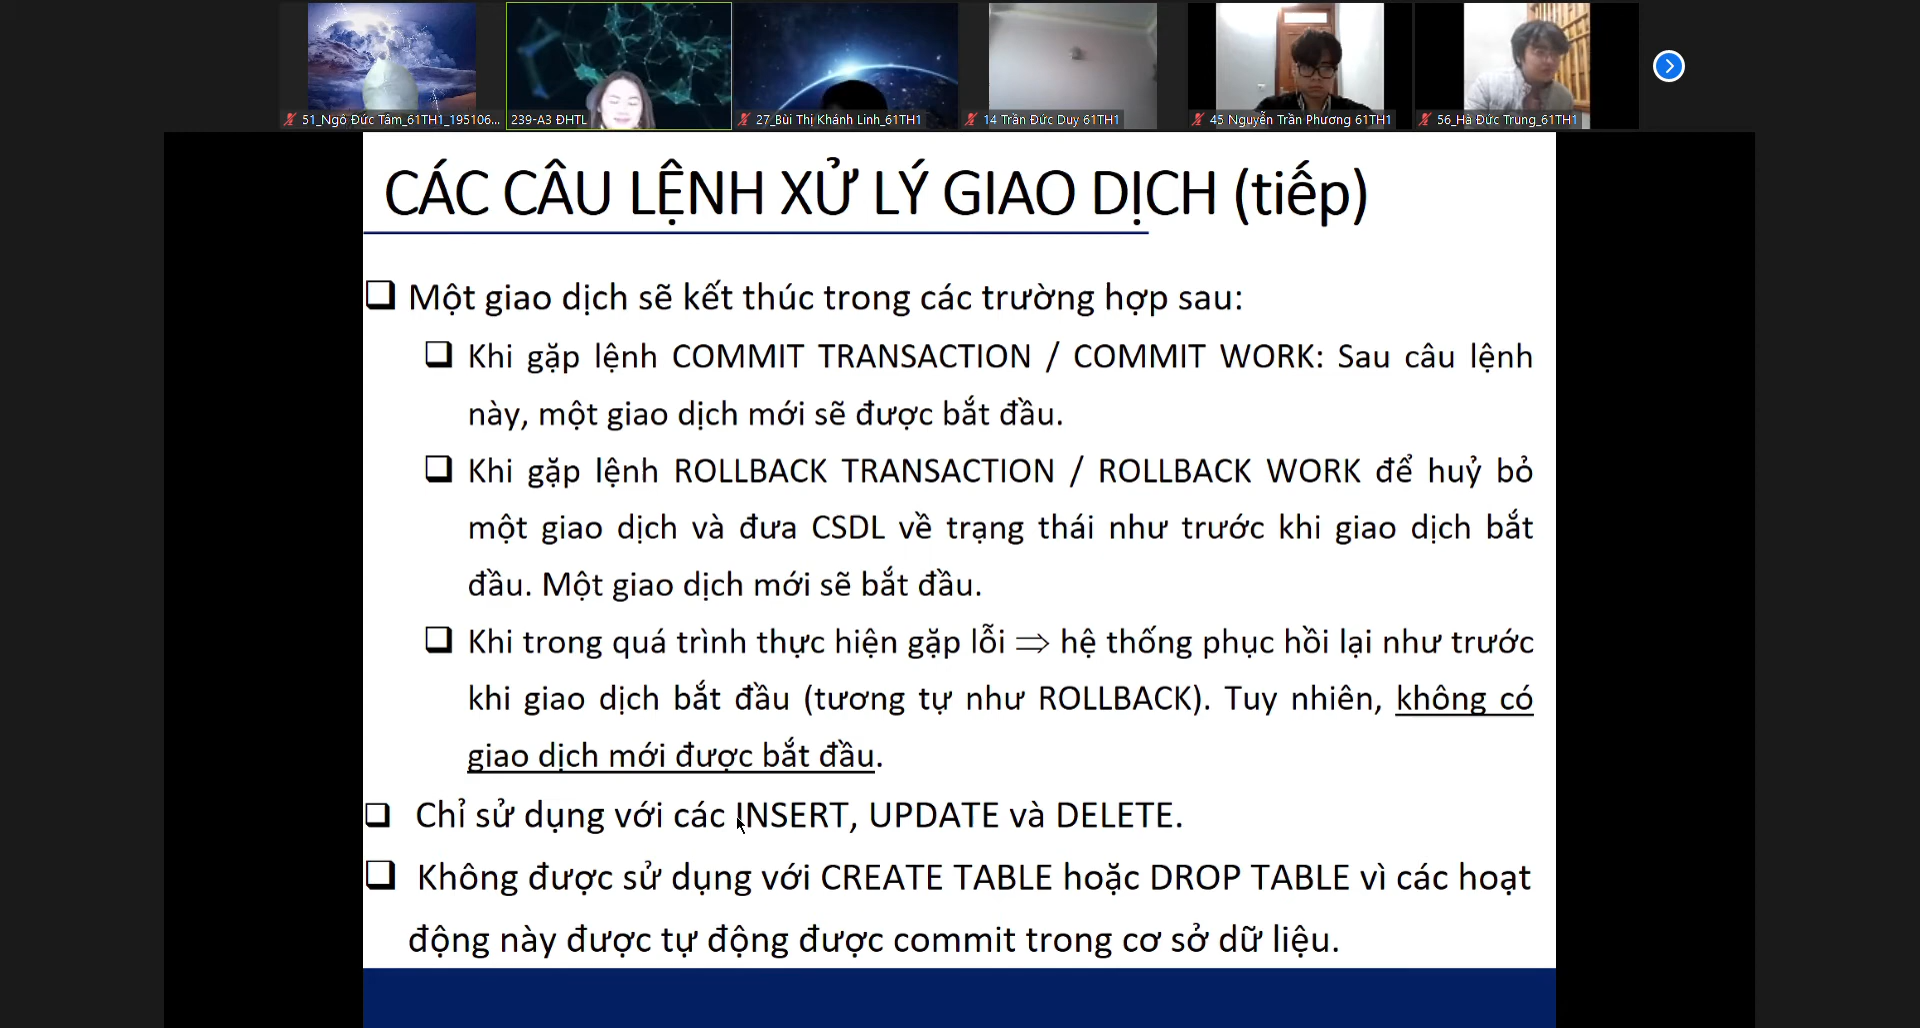 51_Ngô Đức Tâm_61TH1_195106...
239-A3 ĐHTL
27_Bùi Thị Khánh Linh_61TH1
14 Trần Đức Duy 61TH1
45 Nguyễn Trần Phương 61TH1
56_Hà Đức Trung_61TH1
CÁC CÂU LỆNH XỬ LÝ GIAO DỊCH (tiếp)
Một giao dịch sẽ kết thúc trong các trường hợp sau:
Khi gặp lệnh COMMIT TRANSACTION / COMMIT WORK: Sau câu lệnh
này, một giao dịch mới sẽ được bắt đầu.
Khi gặp lệnh ROLLBACK TRANSACTION / ROLLBACK WORK để huỷ bỏ
một giao dịch và đưa CSDL về trạng thái như trước khi giao dịch bắt
đầu. Một giao dịch mới sẽ bắt đầu.
Khi trong quá trình thực hiện gặp lỗi ⟹ hệ thống phục hồi lại như trước
khi giao dịch bắt đầu (tương tự như ROLLBACK). Tuy nhiên, không có
giao dịch mới được bắt đầu.
Chỉ sử dụng với các INSERT, UPDATE và DELETE.
Không được sử dụng với CREATE TABLE hoặc DROP TABLE vì các hoạt
động này được tự động được commit trong cơ sở dữ liệu.